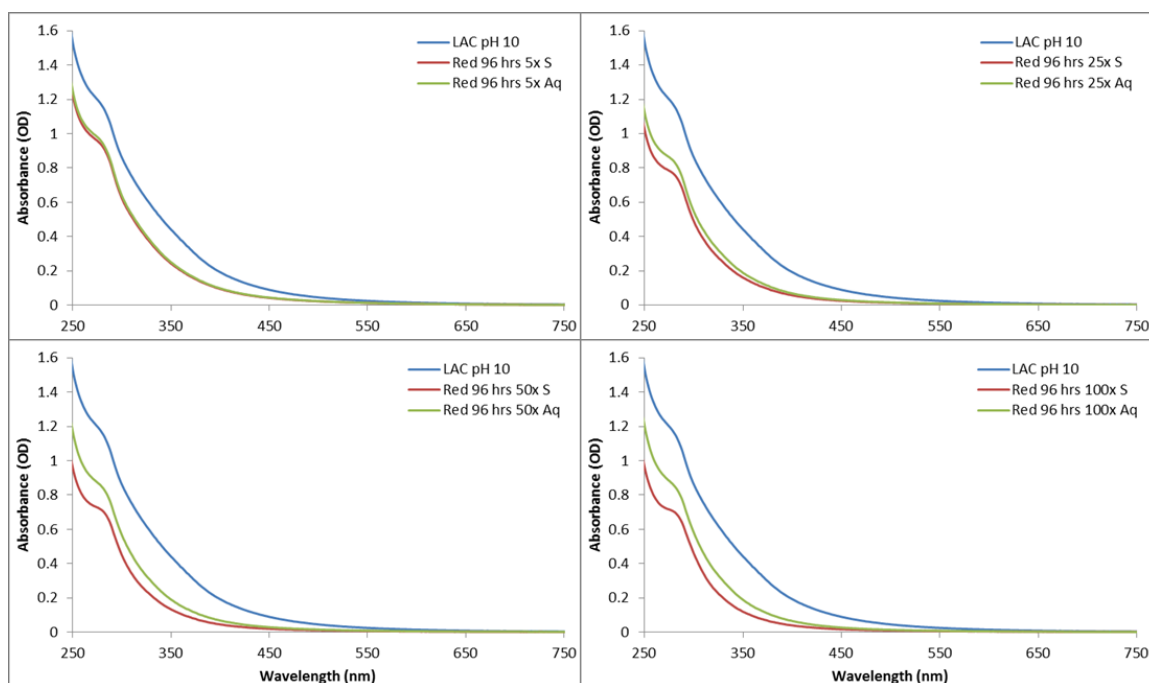 LAC pH 10
Red 96 hrs 5x S
Red 96 hrs 5x Aq
Absorbance (OD)
1.6
1.4
1.2
1
0.8
0.6
0.4
0.2
0
250 350 450 550 650 750
LAC pH 10
Red 96 hrs 25x S
Red 96 hrs 25x Aq
Absorbance (OD)
1.6
1.4
1.2
1
0.8
0.6
0.4
0.2
0
250 350 450 550 650 750
LAC pH 10
Red 96 hrs 50x S
Red 96 hrs 50x Aq
Absorbance (OD)
1.6
1.4
1.2
1
0.8
0.6
0.4
0.2
0
250 350 450 550 650 750
Wavelength (nm)
LAC pH 10
Red 96 hrs 100x S
Red 96 hrs 100x Aq
Absorbance (OD)
1.6
1.4
1.2
1
0.8
0.6
0.4
0.2
0
250 350 450 550 650 750
Wavelength (nm)